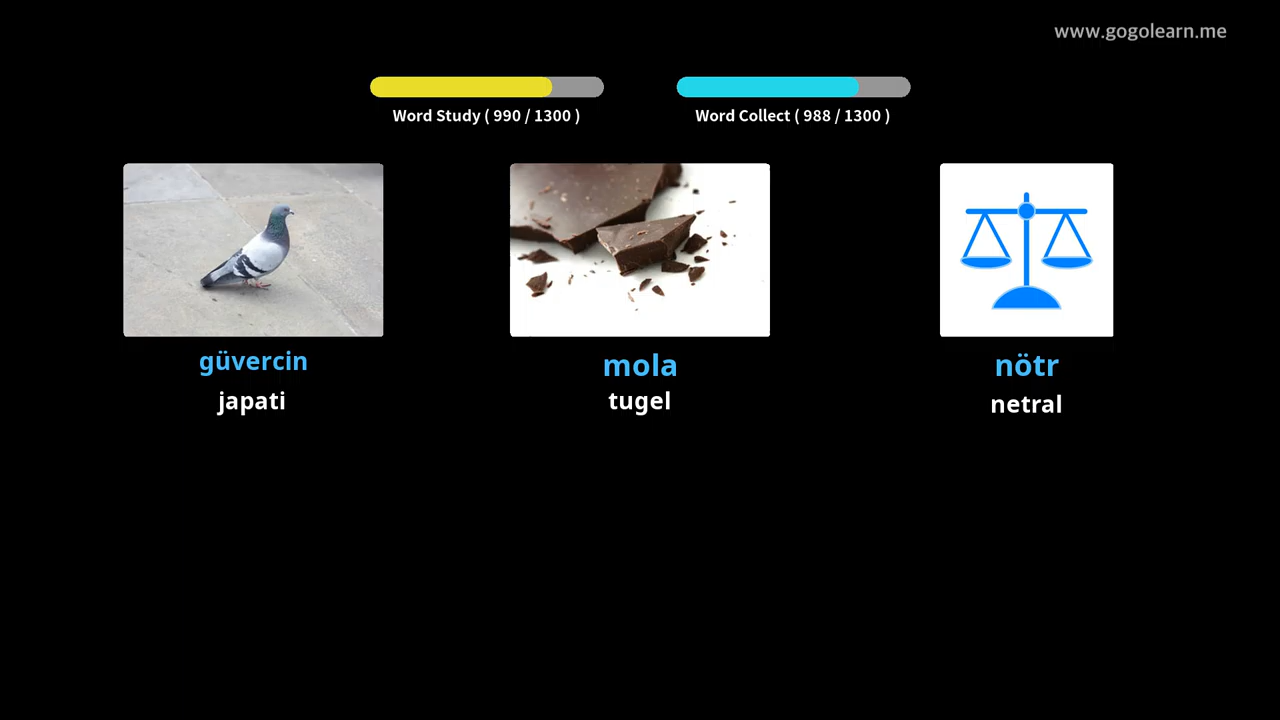 www.gogolearn.me
Word Study ( 990 / 1300 )
Word Collect ( 988 / 1300 )
güvercin
japati
mola
tugel
nötr
netral